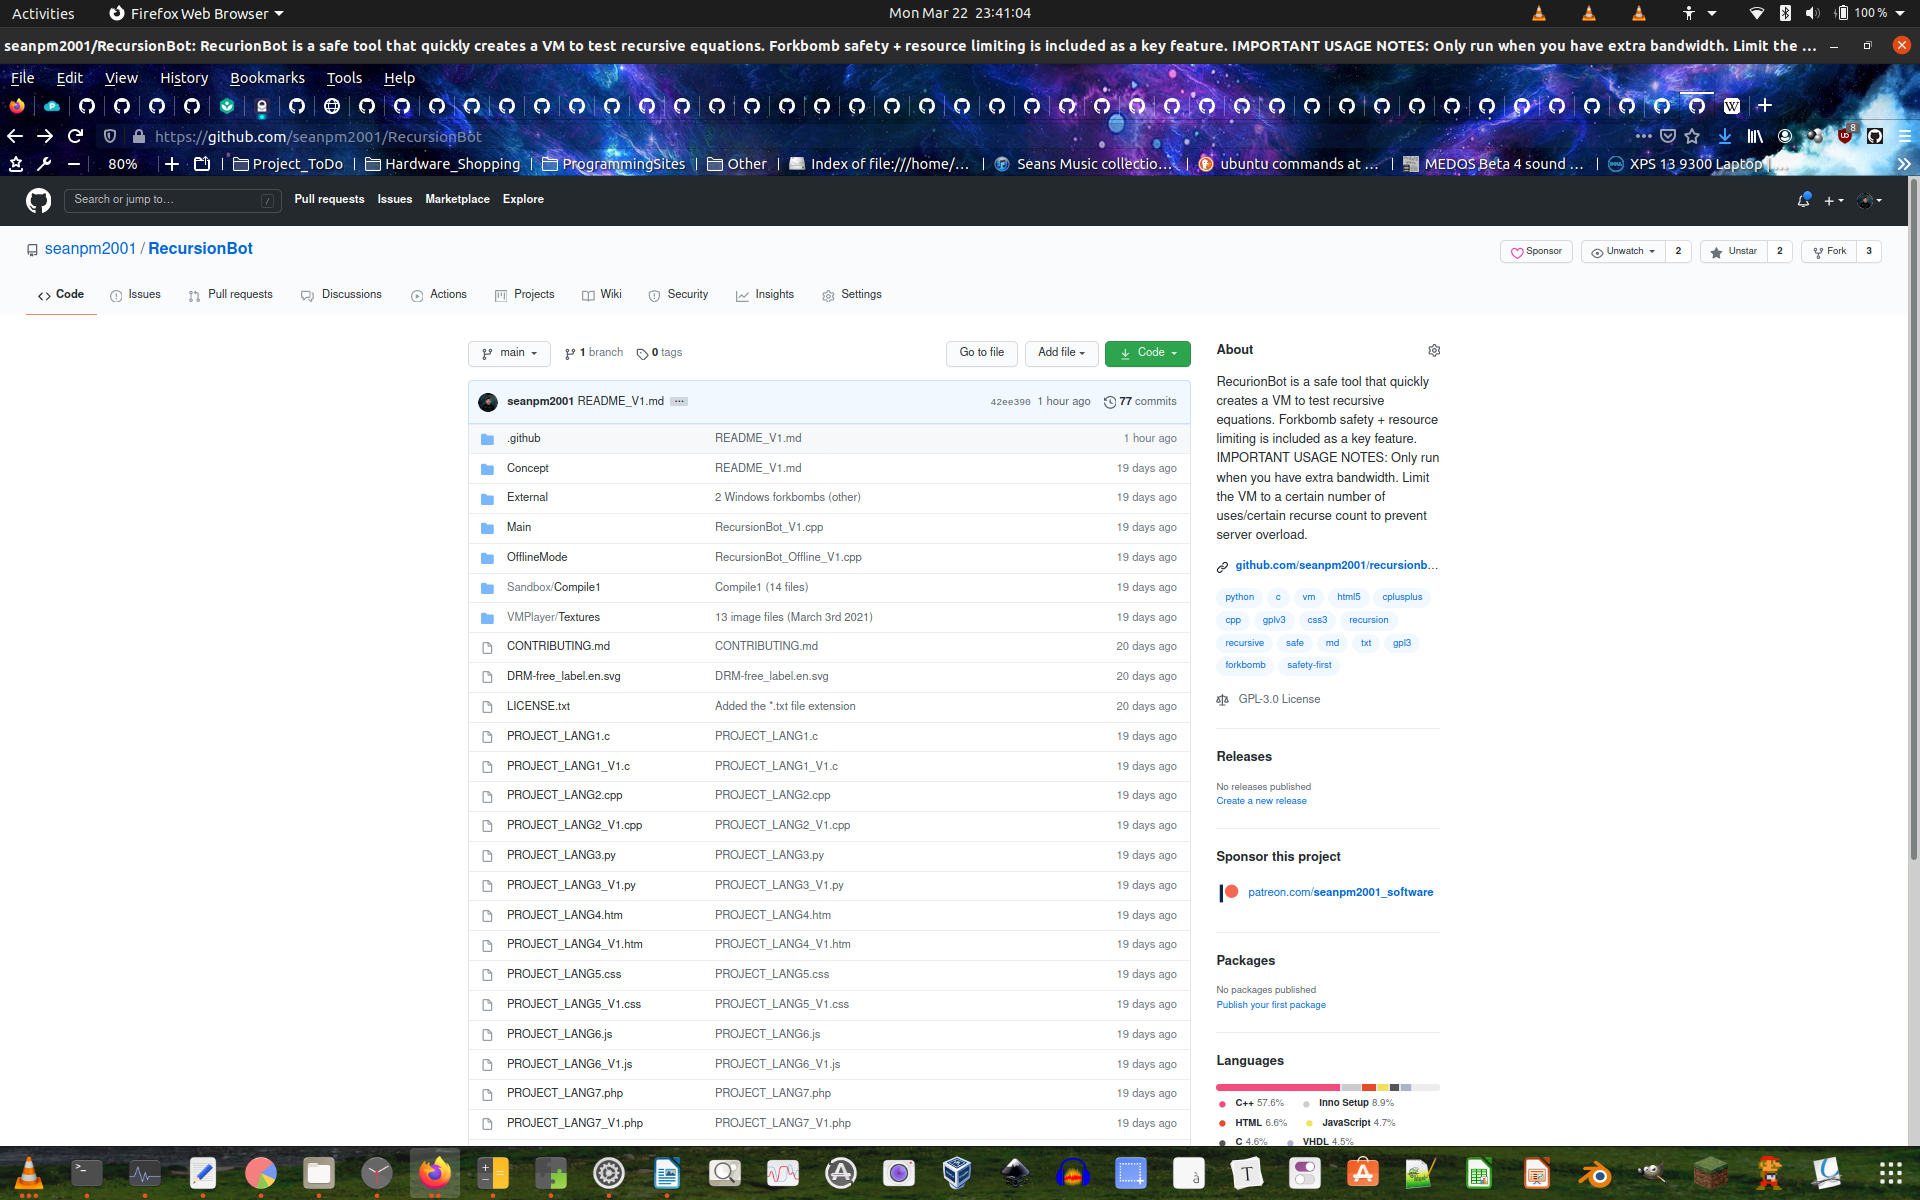 Activities
Firefox Web Browser
Mon Mar 22 23:41:04
100 %
seanpm2001/RecursionBot: RecurionBot is a safe tool that quickly creates a VM to test recursive equations. Forkbomb safety + resource limiting is included as a key feature. IMPORTANT USAGE NOTES: Only run when you have extra bandwidth. Limit the ...
File Edit View History Bookmarks Tools Help
https://github.com/seanpm2001/RecursionBot
8
80%
Project_ToDo
Hardware_Shopping
ProgrammingSites
Other
Index of file:///home/...
Seans Music collectio...
ubuntu commands at ...
MEDOS Beta 4 sound ...
XPS 13 9300 Laptop
Search or jump to...
/
Pull requests Issues Marketplace Explore
seanpm2001 / RecursionBot
Sponsor
Unwatch 2
Unstar 2
Fork 3
Code Issues Pull requests Discussions Actions Projects Wiki Security Insights Settings
main
1 branch
0 tags
Go to file
Add file
Code
seanpm2001 README_V1.md ...
42ee390 1 hour ago 77 commits
.github README_V1.md 1 hour ago
Concept README_V1.md 19 days ago
External 2 Windows forkbombs (other) 19 days ago
Main RecursionBot_V1.cpp 19 days ago
OfflineMode RecursionBot_Offline_V1.cpp 19 days ago
Sandbox/Compile1 Compile1 (14 files) 19 days ago
VMPlayer/Textures 13 image files (March 3rd 2021) 19 days ago
CONTRIBUTING.md CONTRIBUTING.md 20 days ago
DRM-free_label.en.svg DRM-free_label.en.svg 20 days ago
LICENSE.txt Added the *.txt file extension 20 days ago
PROJECT_LANG1.c PROJECT_LANG1.c 19 days ago
PROJECT_LANG1_V1.c PROJECT_LANG1_V1.c 19 days ago
PROJECT_LANG2.cpp PROJECT_LANG2.cpp 19 days ago
PROJECT_LANG2_V1.cpp PROJECT_LANG2_V1.cpp 19 days ago
PROJECT_LANG3.py PROJECT_LANG3.py 19 days ago
PROJECT_LANG3_V1.py PROJECT_LANG3_V1.py 19 days ago
PROJECT_LANG4.htm PROJECT_LANG4.htm 19 days ago
PROJECT_LANG4_V1.htm PROJECT_LANG4_V1.htm 19 days ago
PROJECT_LANG5.css PROJECT_LANG5.css 19 days ago
PROJECT_LANG5_V1.css PROJECT_LANG5_V1.css 19 days ago
PROJECT_LANG6.js PROJECT_LANG6.js 19 days ago
PROJECT_LANG6_V1.js PROJECT_LANG6_V1.js 19 days ago
PROJECT_LANG7.php PROJECT_LANG7.php 19 days ago
PROJECT_LANG7_V1.php PROJECT_LANG7_V1.php 19 days ago
About
RecurionBot is a safe tool that quickly
creates a VM to test recursive
equations. Forkbomb safety + resource
limiting is included as a key feature.
IMPORTANT USAGE NOTES: Only run
when you have extra bandwidth. Limit
the VM to a certain number of
uses/certain recurse count to prevent
server overload.
github.com/seanpm2001/recursionb...
python c vm html5 cplusplus
cpp gplv3 css3 recursion
recursive safe md txt gpl3
forkbomb safety-first
GPL-3.0 License
Releases
No releases published
Create a new release
Sponsor this project
patreon.com/seanpm2001_software
Packages
No packages published
Publish your first package
Languages
C++ 57.6% Inno Setup 8.9%
HTML 6.6% JavaScript 4.7%
C 4.6% VHDL 4.5%